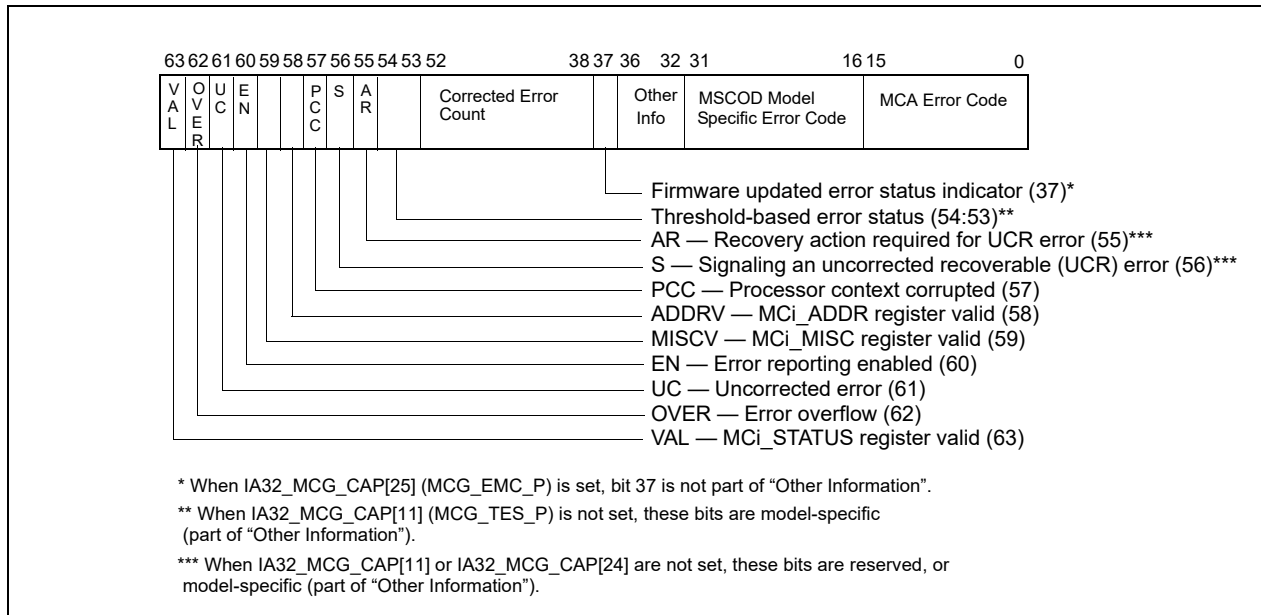 63 62 61 60 59 58 57 56 55 54 53 52 38 37 36 32 31 16 15 0
VAL
OVER
UC
EN
PCC
S
AR
Corrected Error
Count
Other
Info
MSCOD Model
Specific Error Code
MCA Error Code
Firmware updated error status indicator (37)*
Threshold-based error status (54:53)**
AR — Recovery action required for UCR error (55)***
S — Signaling an uncorrected recoverable (UCR) error (56)***
PCC — Processor context corrupted (57)
ADDRV — MCi_ADDR register valid (58)
MISCV — MCi_MISC register valid (59)
EN — Error reporting enabled (60)
UC — Uncorrected error (61)
OVER — Error overflow (62)
VAL — MCi_STATUS register valid (63)
* When IA32_MCG_CAP[25] (MCG_EMC_P) is set, bit 37 is not part of “Other Information”.
** When IA32_MCG_CAP[11] (MCG_TES_P) is not set, these bits are model-specific
(part of “Other Information”).
*** When IA32_MCG_CAP[11] or IA32_MCG_CAP[24] are not set, these bits are reserved, or
model-specific (part of “Other Information”).